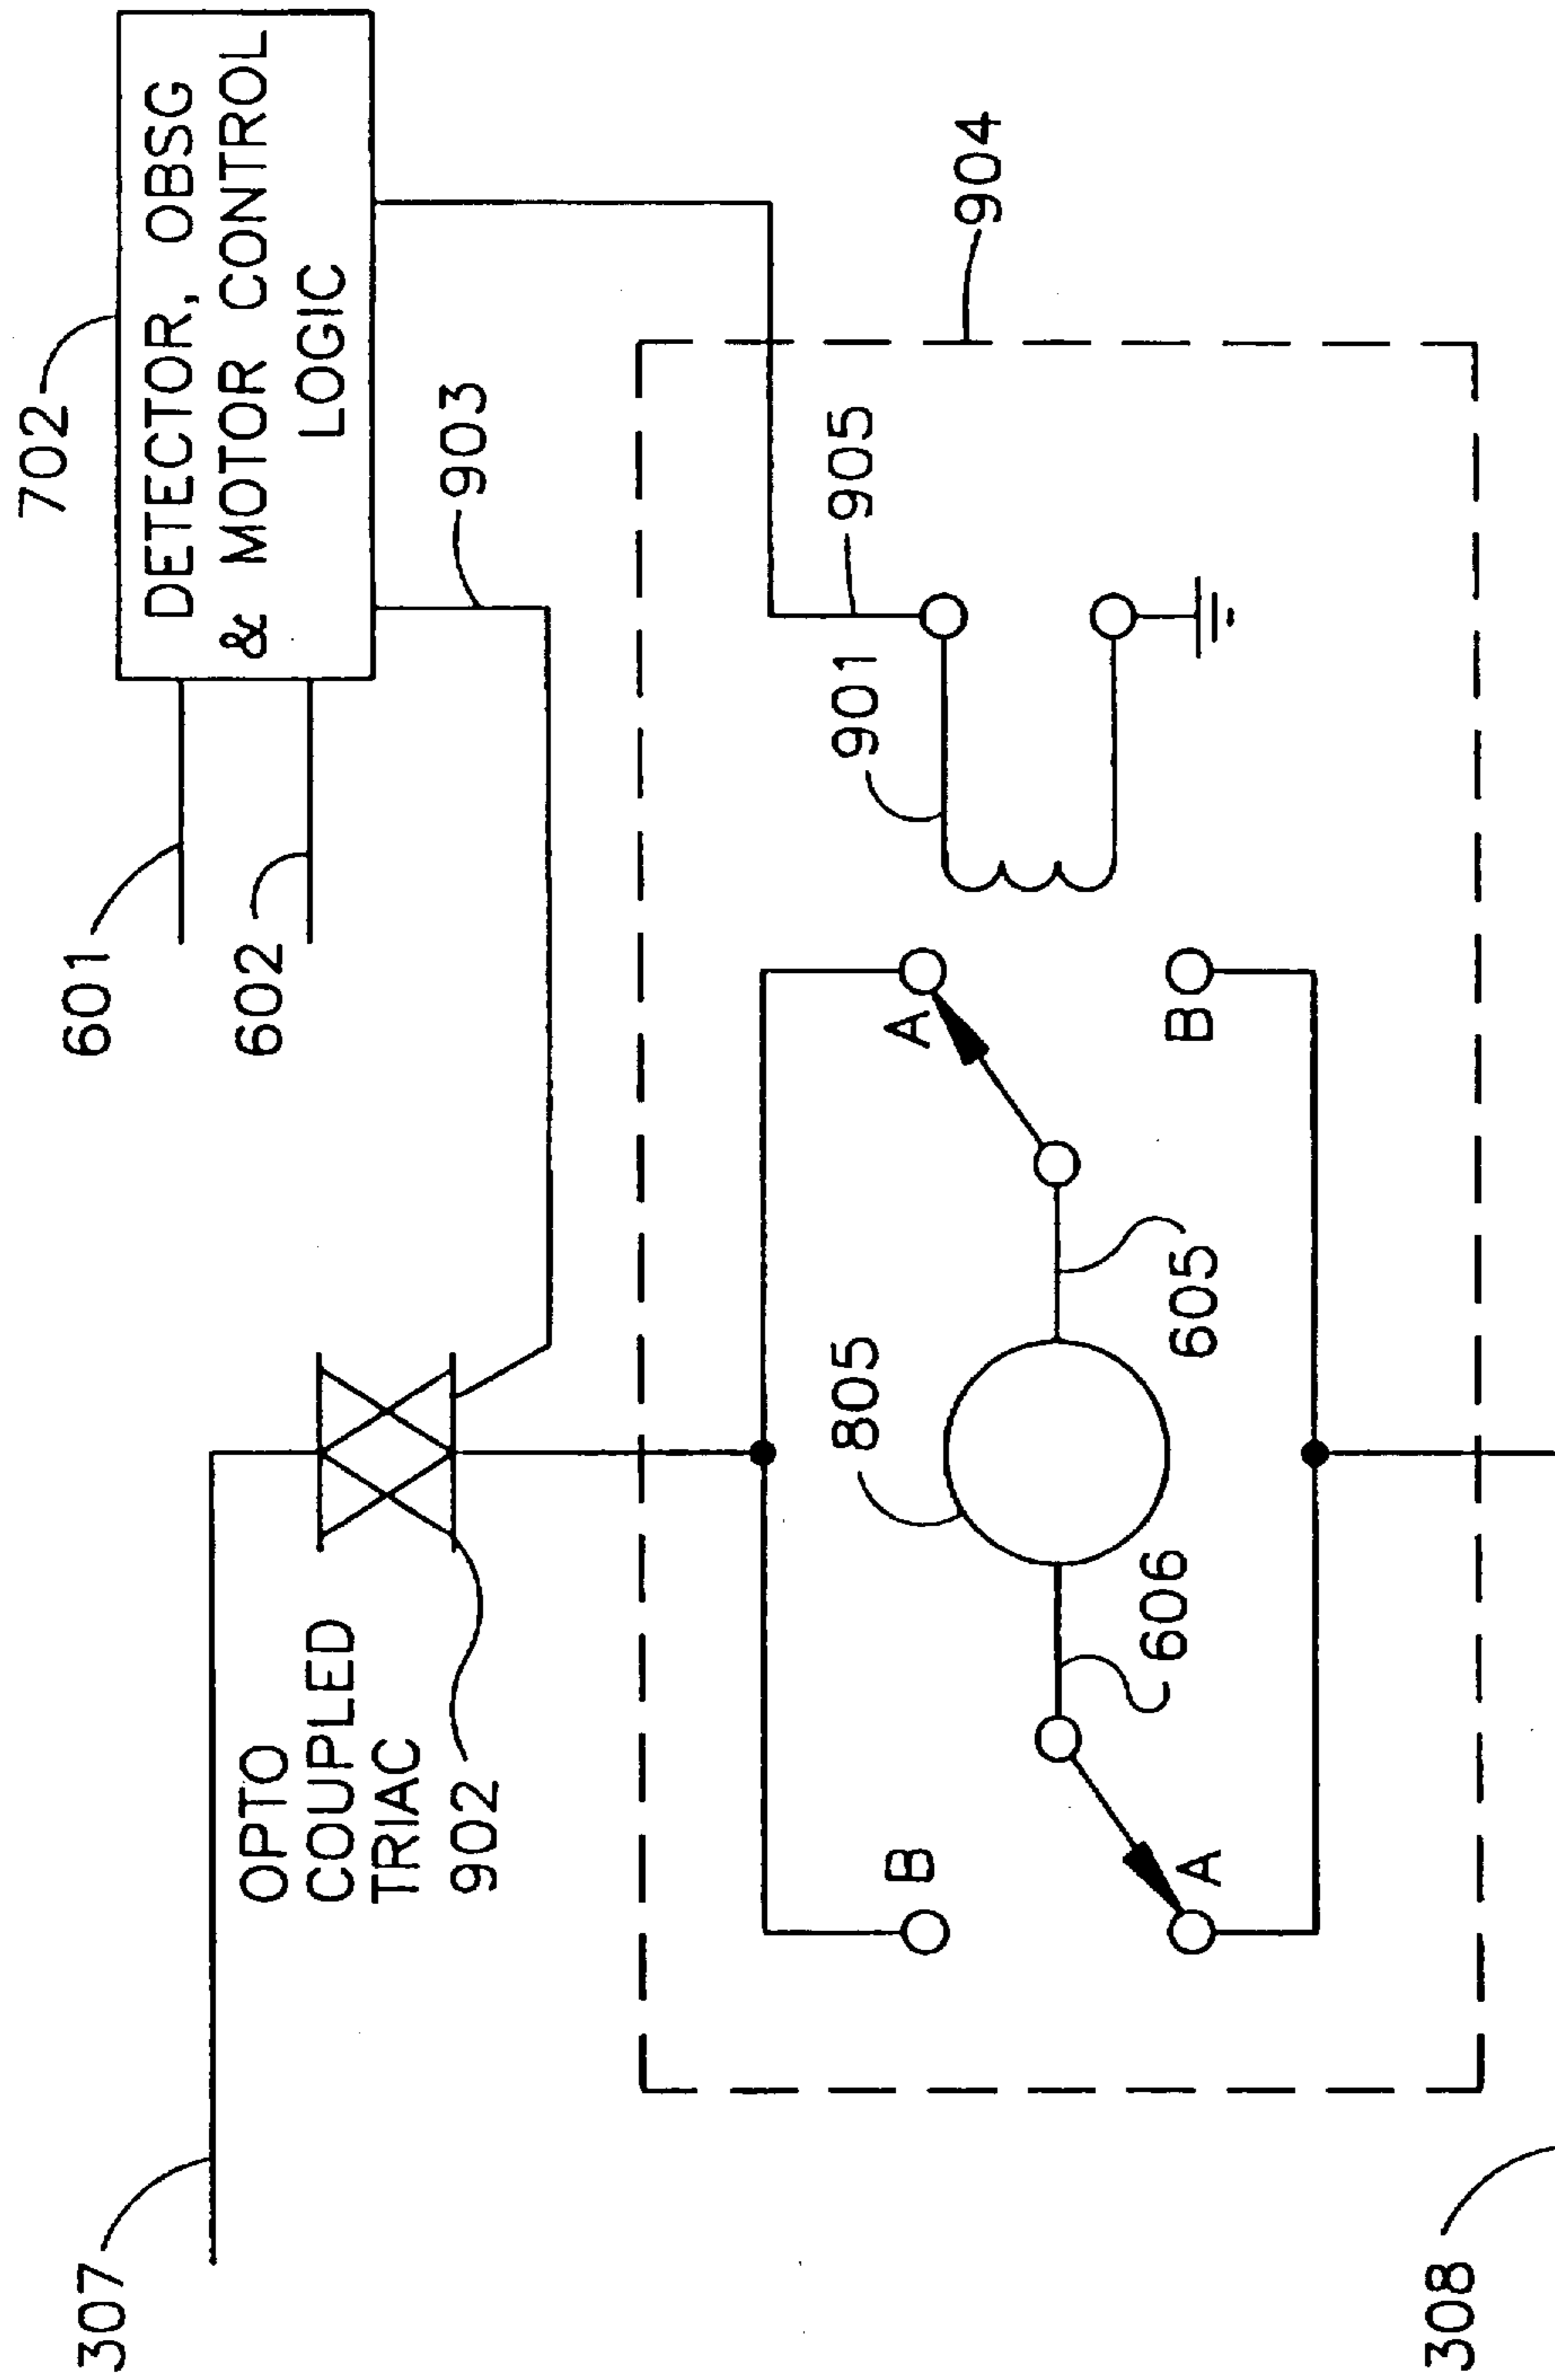 307
601
702
DETECTOR, OBSG
& MOTOR CONTROL
LOGIC
602
OPTO
COUPLED
TRIAC
902
903
805
901
905
B
A
904
606
605
A
B
308